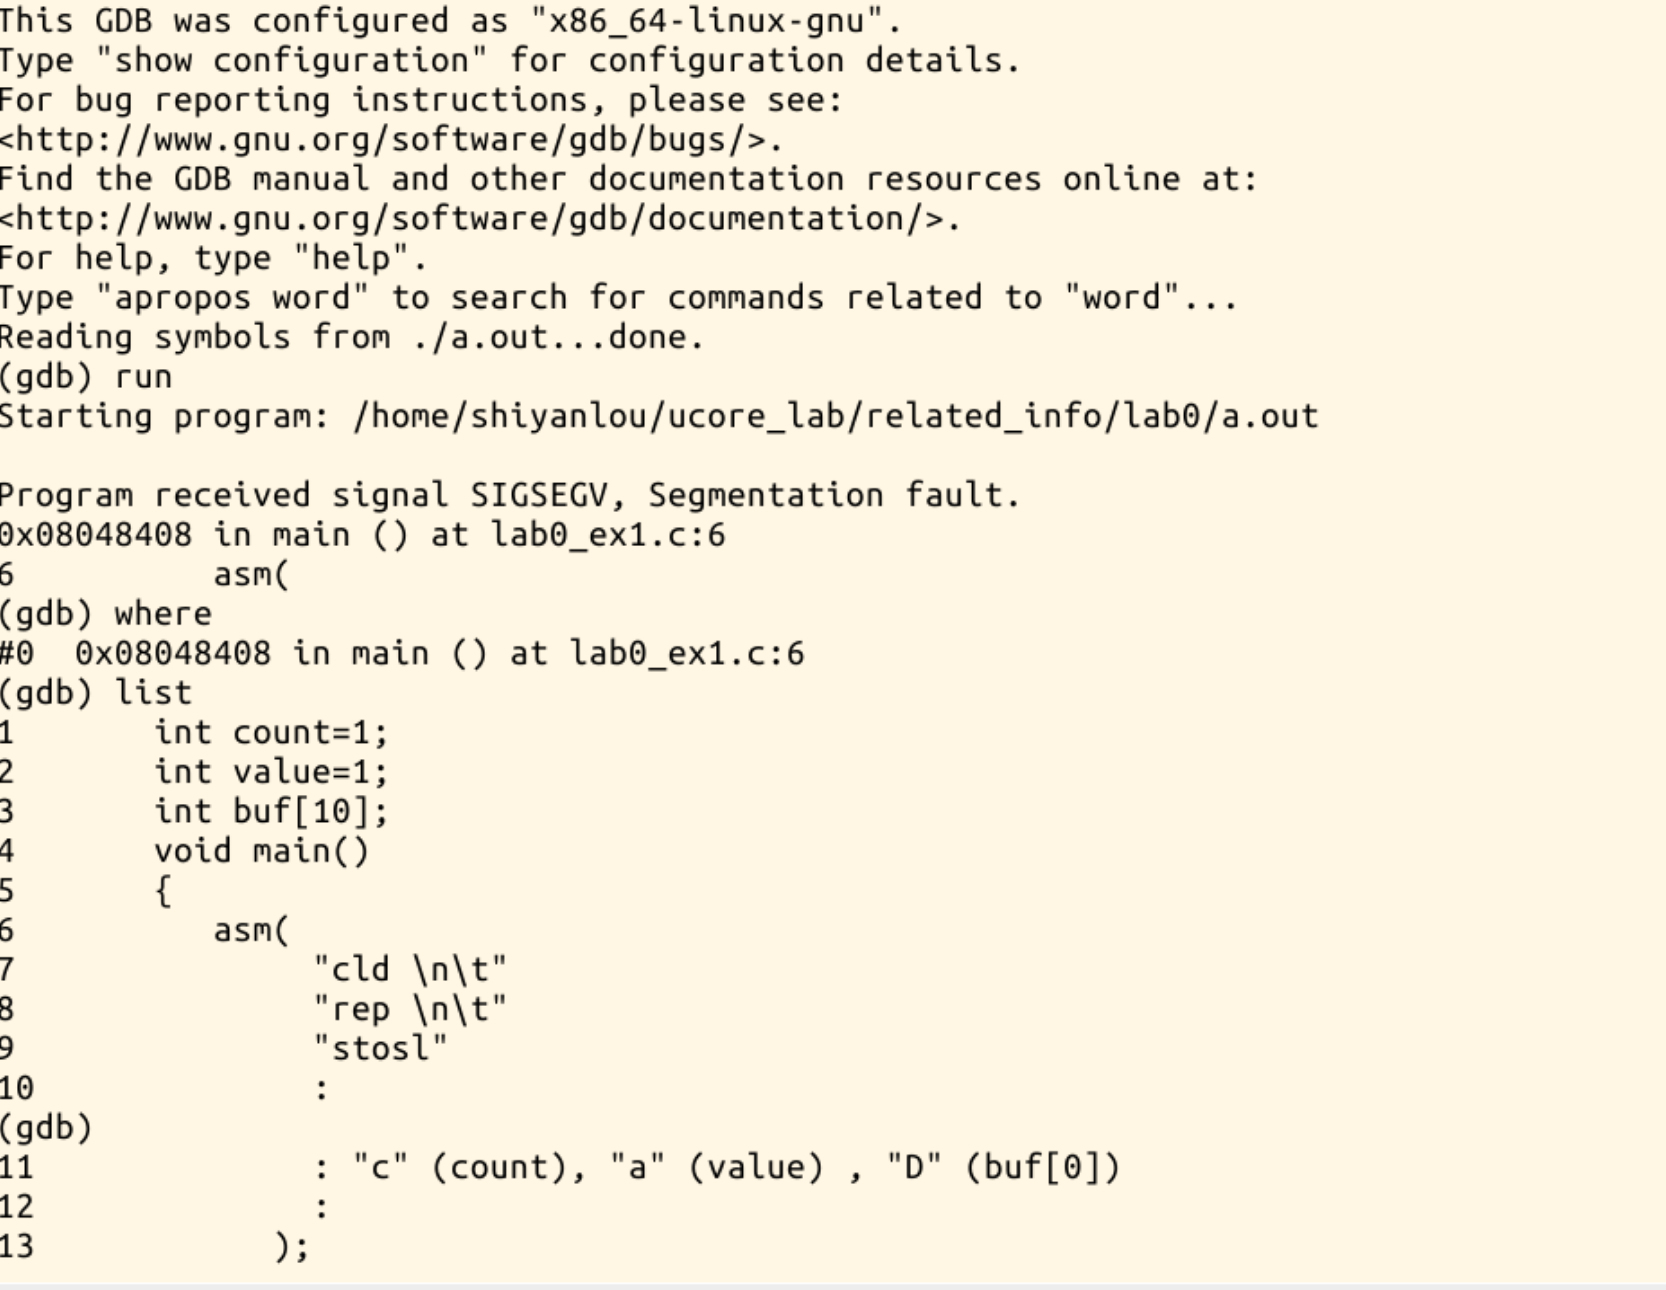 This GDB was configured as "x86_64-linux-gnu".
Type "show configuration" for configuration details.
For bug reporting instructions, please see:
<http://www.gnu.org/software/gdb/bugs/>.
Find the GDB manual and other documentation resources online at:
<http://www.gnu.org/software/gdb/documentation/>.
For help, type "help".
Type "apropos word" to search for commands related to "word"...
Reading symbols from ./a.out...done.
(gdb) run
Starting program: /home/shiyanlou/ucore_lab/related_info/lab0/a.out
Program received signal SIGSEGV, Segmentation fault.
0x08048408 in main () at lab0_ex1.c:6
6          asm(
(gdb) where
#0  0x08048408 in main () at lab0_ex1.c:6
(gdb) list
1       int count=1;
2       int value=1;
3       int buf[10];
4       void main()
5       {
6          asm(
7               "cld \n\t"
8               "rep \n\t"
9               "stosl"
10              :
(gdb)
11              : "c" (count), "a" (value) , "D" (buf[0])
12              :
13            );